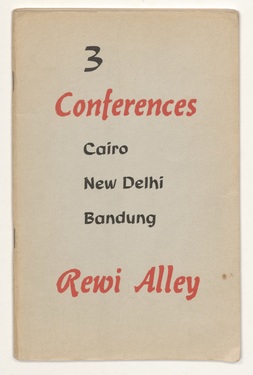 3
Conferences
Cairo
New Delhi
Bandung
Rewi Alley